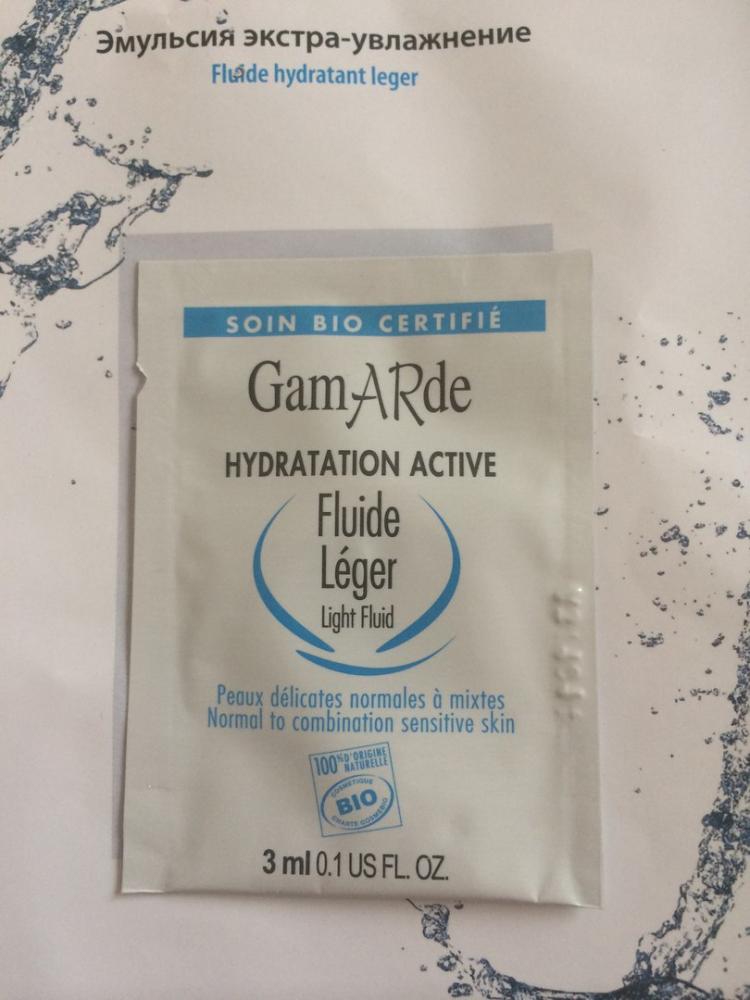 Эмульсия экстра-увлажнение
Fluide hydratant leger
SOIN BIO CERTIFIÉ
GamARde
HYDRATATION ACTIVE
Fluide
Léger
Light Fluid
Peaux délicates normales à mixtes
Normal to combination sensitive skin
100% D'ORIGINE
NATURELLE
COSMETIQUE
BIO
CHARTE COSMEBIO
3 ml 0.1 US FL. OZ.